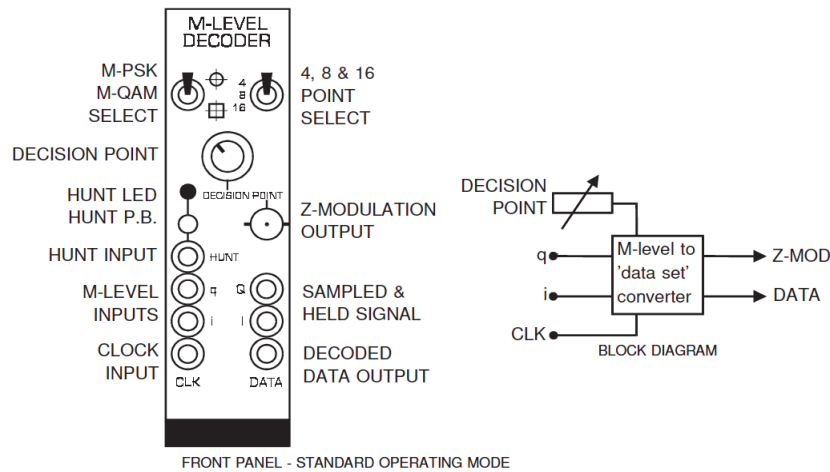 M-LEVEL
DECODER
M-PSK
M-QAM
SELECT
4
8
16
4, 8 & 16
POINT
SELECT
DECISION POINT
DECISION POINT
HUNT LED
HUNT P.B.
Z-MODULATION
OUTPUT
HUNT INPUT
HUNT
M-LEVEL
INPUTS
q
Q
i
I
SAMPLED &
HELD SIGNAL
CLOCK
INPUT
CLK
DATA
DECODED
DATA OUTPUT
FRONT PANEL - STANDARD OPERATING MODE
DECISION
POINT
q
i
CLK
M-level to
'data set'
converter
Z-MOD
DATA
BLOCK DIAGRAM